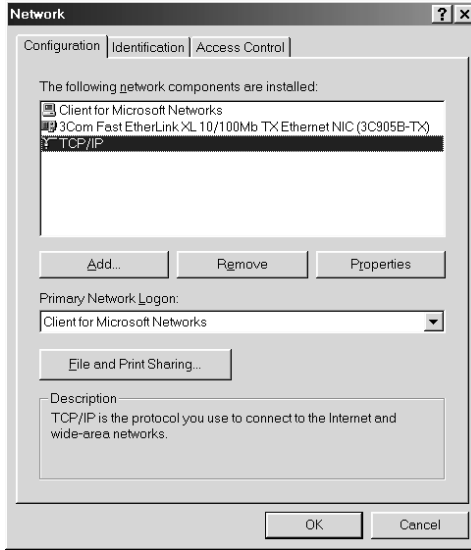 Network
Configuration Identification Access Control
The following network components are installed:
Client for Microsoft Networks
3Com Fast EtherLink XL 10/100Mb TX Ethernet NIC (3C905B-TX)
TCP/IP
Add... Remove Properties
Primary Network Logon:
Client for Microsoft Networks
File and Print Sharing...
Description
TCP/IP is the protocol you use to connect to the Internet and
wide-area networks.
OK Cancel